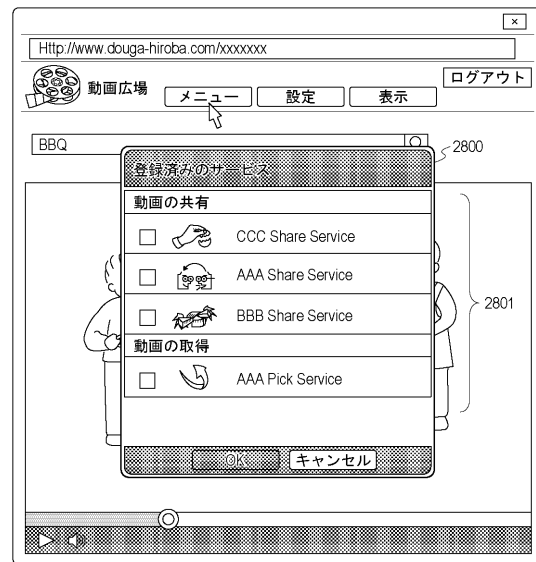 ×
Http://www.douga-hiroba.com/xxxxxxx
動画広場 メニュー 設定 表示 ログアウト
BBQ
2800
登録済みのサービス
動画の共有
CCC Share Service
AAA Share Service
BBB Share Service
2801
動画の取得
AAA Pick Service
OK キャンセル